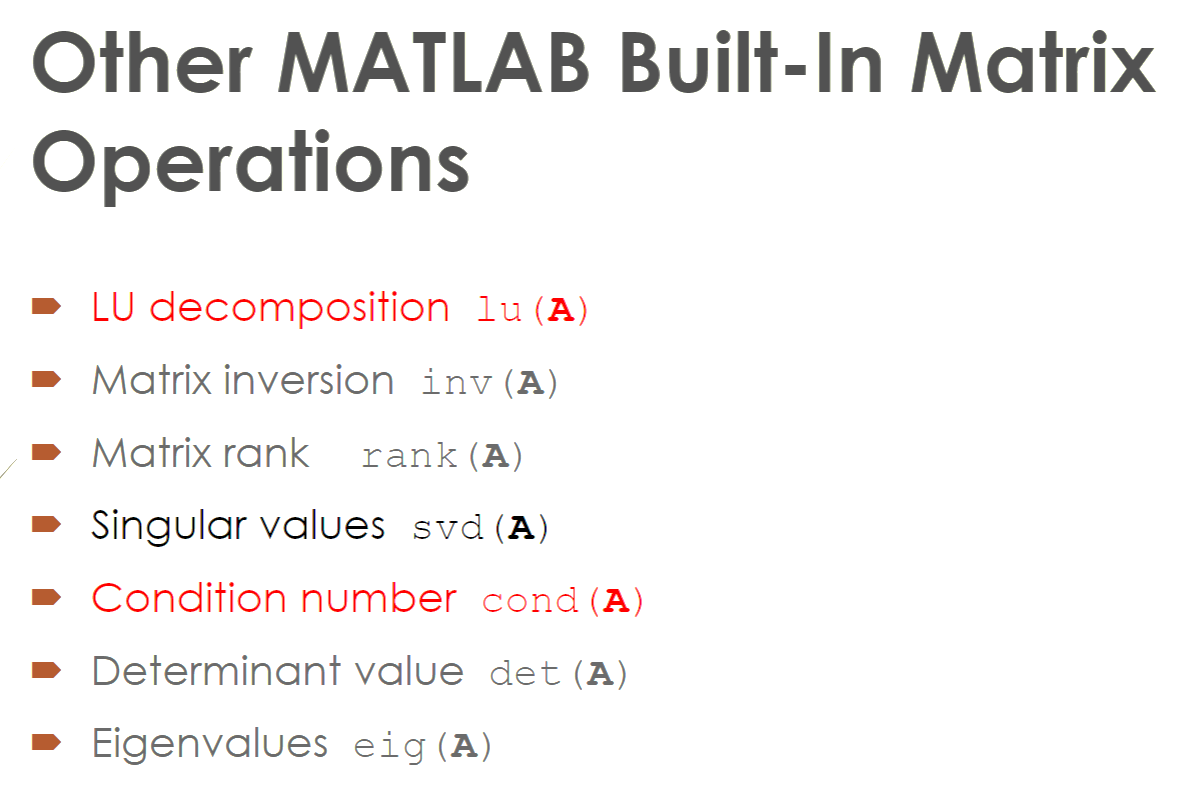 Other MATLAB Built-In Matrix
Operations
LU decomposition lu(A)
Matrix inversion inv(A)
Matrix rank rank(A)
Singular values svd(A)
Condition number cond(A)
Determinant value det(A)
Eigenvalues eig(A)